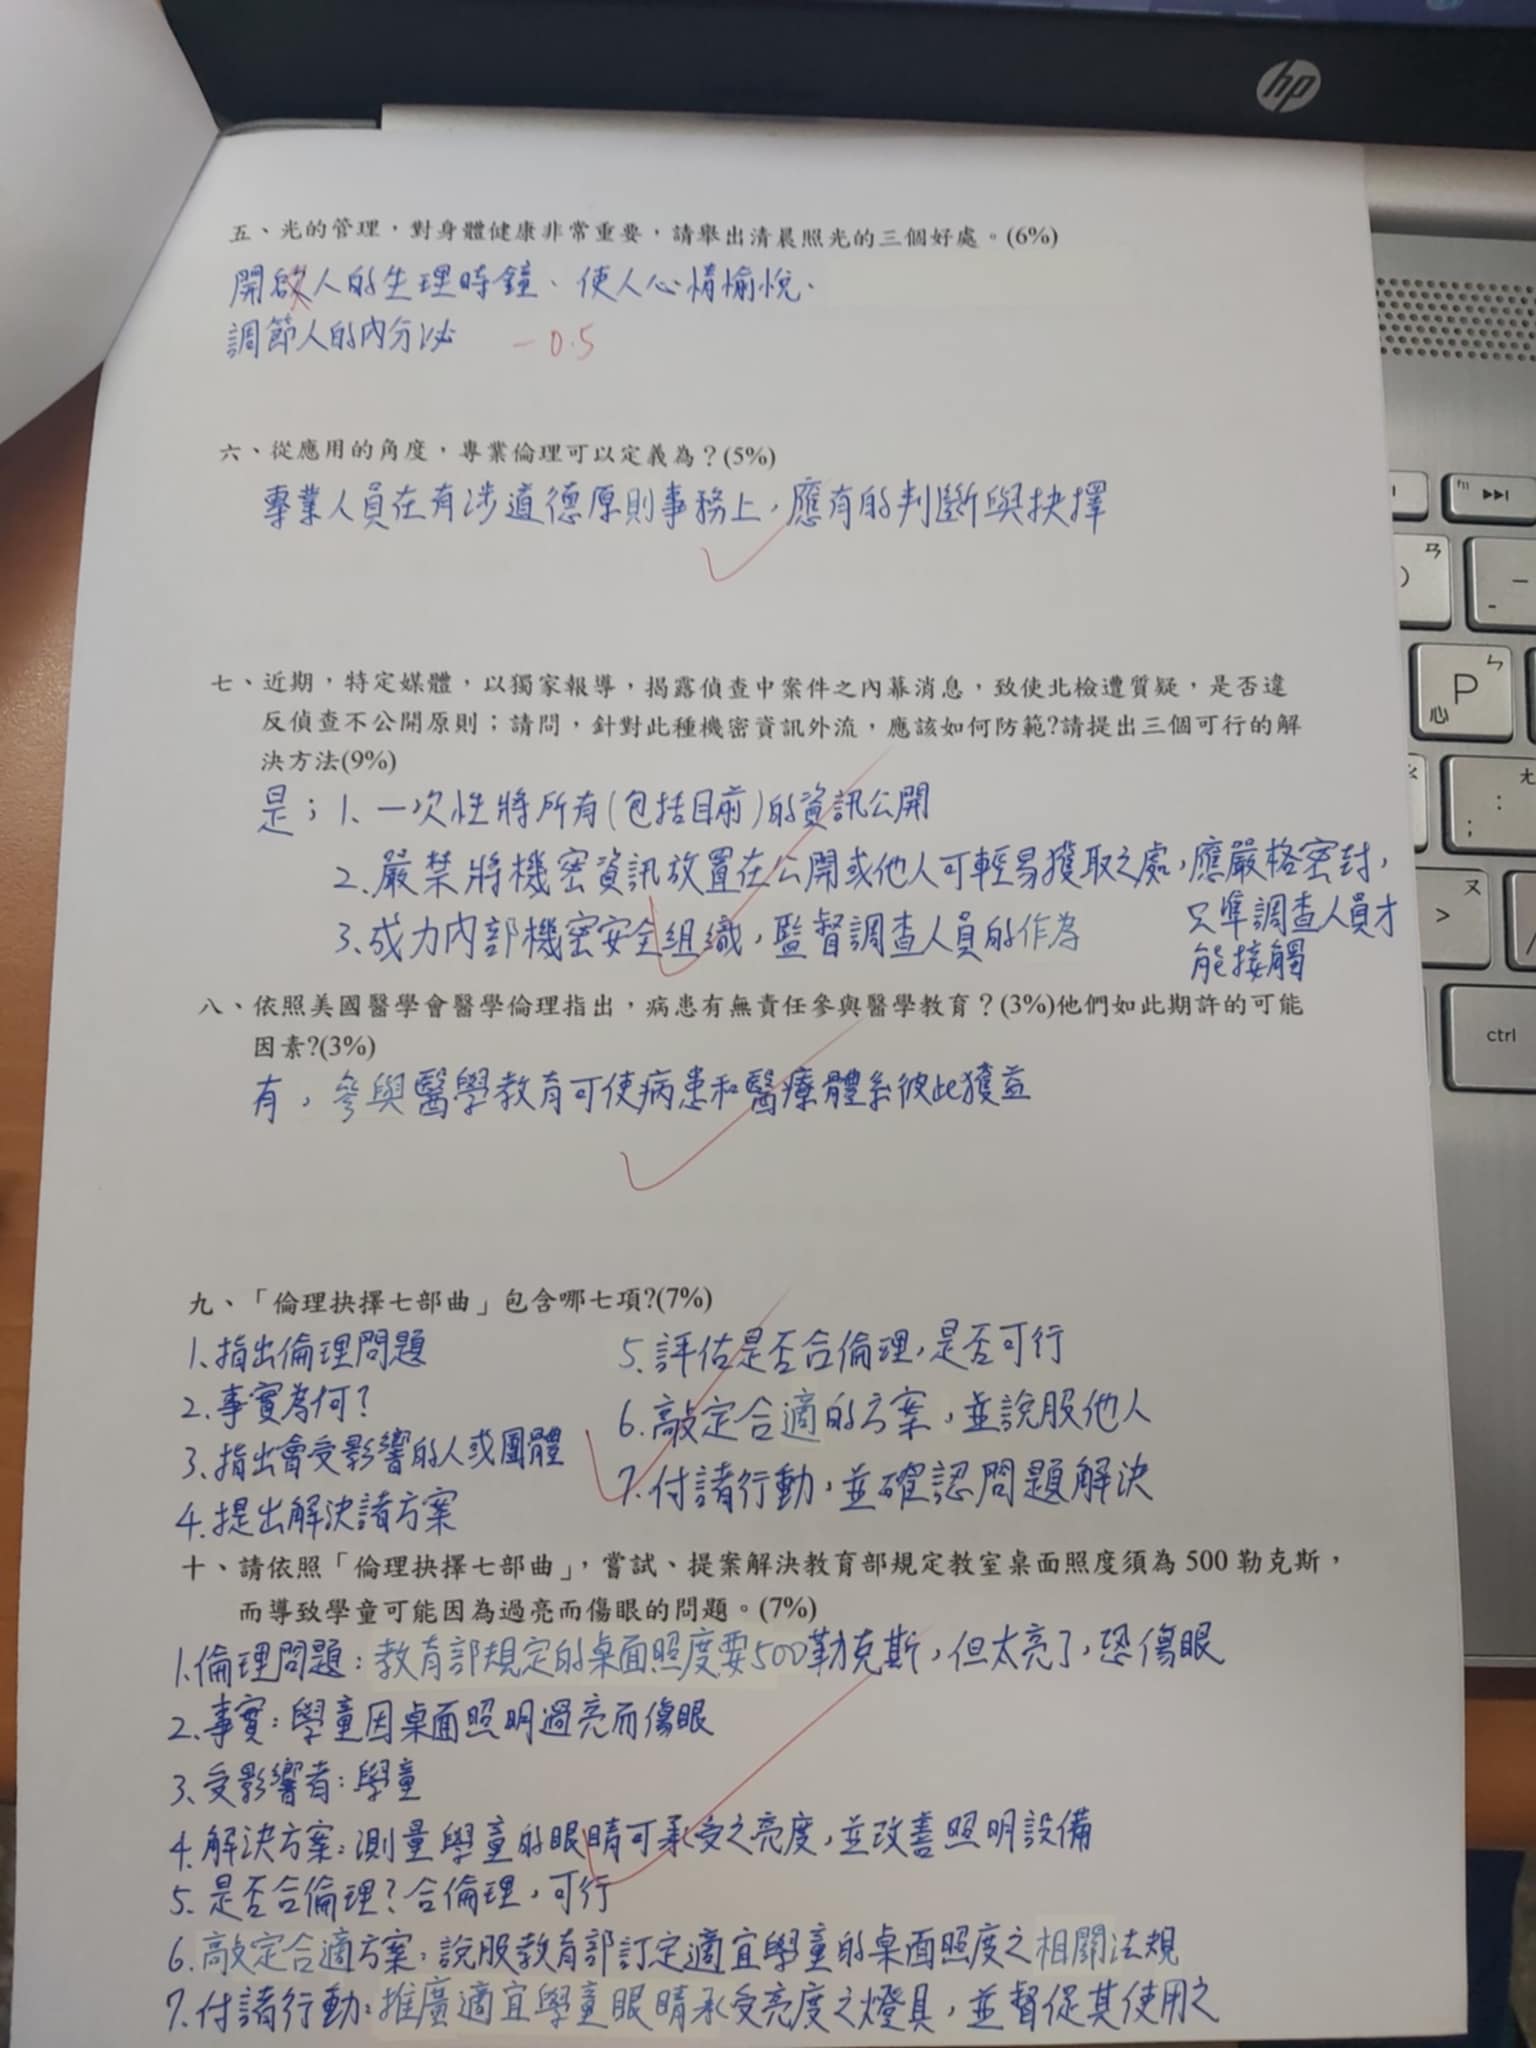 hp
五、光的管理，對身體健康非常重要，請舉出清晨照光的三個好處。(6%)
開啟人的生理時鐘、使人心情愉悅、
調節人的內分泌
-0.5
六、從應用的角度，專業倫理可以定義為？(5%)
專業人員在有涉道德原則事務上，應有的判斷與抉擇
七、近期，特定媒體，以獨家報導，揭露偵查中案件之內幕消息，致使北檢遭質疑，是否違
反偵查不公開原則；請問，針對此種機密資訊外流，應該如何防範?請提出三個可行的解
決方法(9%)
是；1、一次性將所有(包括目前)的資訊公開
2、嚴禁將機密資訊放置在公開或他人可輕易獲取之處，應嚴格密封，
只準調查人員才
能接觸
3、成力內部機密安全組織，監督調查人員的作為
八、依照美國醫學會醫學倫理指出，病患有無責任參與醫學教育？(3%)他們如此期許的可能
因素?(3%)
有，參與醫學教育可使病患和醫療體系彼此獲益
九、「倫理抉擇七部曲」包含哪七項?(7%)
1、指出倫理問題
2、事實為何？
3、指出會受影響的人或團體
4、提出解決諸方案
5、評估是否合倫理，是否可行
6、敲定合適的方案，並說服他人
7、付諸行動，並確認問題解決
十、請依照「倫理抉擇七部曲」，嘗試、提案解決教育部規定教室桌面照度須為 500 勒克斯，
而導致學童可能因為過亮而傷眼的問題。(7%)
1、倫理問題：教育部規定的桌面照度要500勒克斯，但太亮了，恐傷眼
2、事實：學童因桌面照明過亮而傷眼
3、受影響者：學童
4、解決方案：測量學童的眼睛可承受之亮度，並改善照明設備
5、是否合倫理？合倫理，可行
6、敲定合適方案：說服教育部訂定適宜學童的桌面照度之相關法規
7、付諸行動：推廣適宜學童眼睛承受亮度之燈具，並督促其使用之
f11
ㄣ
P
心
ㄡ
>
ㄤ
:
;
ctrl